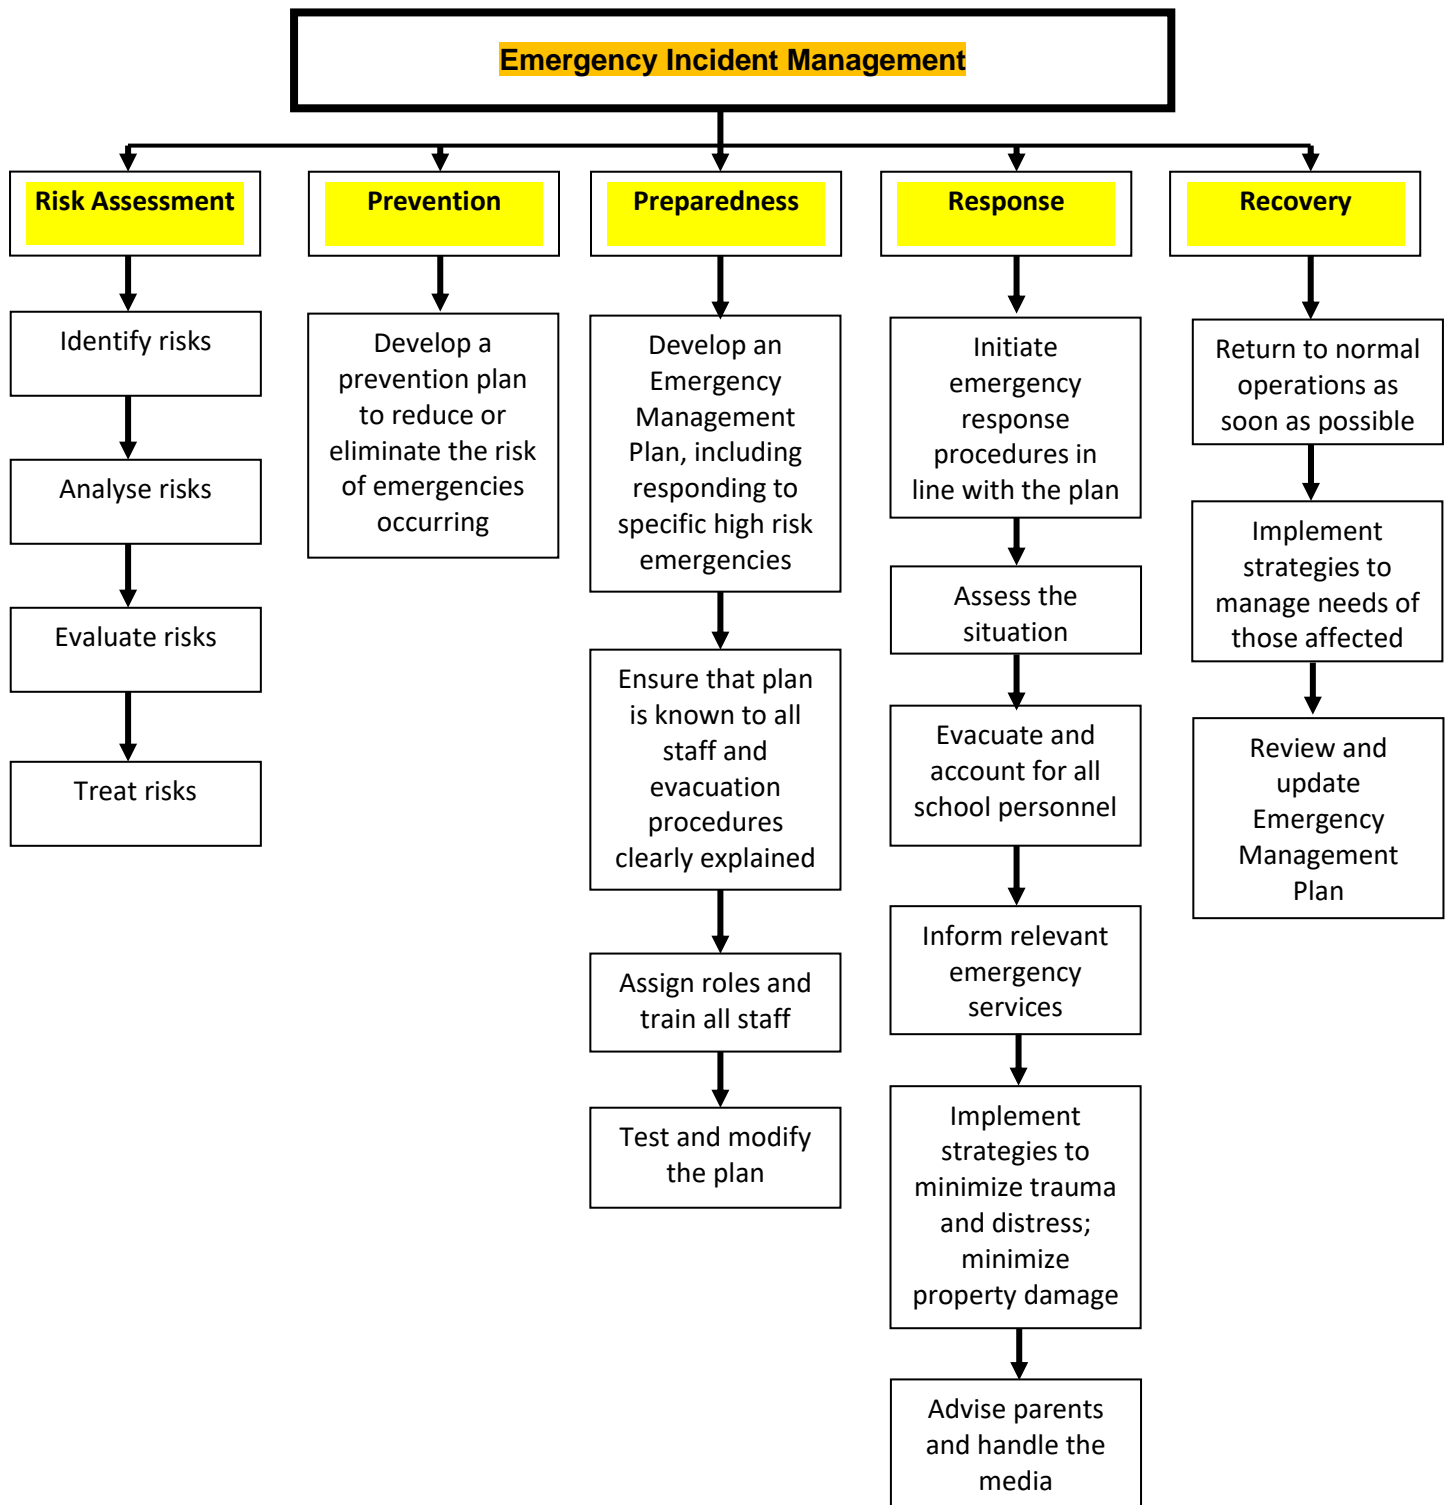 Emergency Incident Management
Risk Assessment
Prevention
Preparedness
Response
Recovery
Identify risks
Analyse risks
Evaluate risks
Treat risks
Develop a
prevention plan
to reduce or
eliminate the risk
of emergencies
occurring
Develop an
Emergency
Management
Plan, including
responding to
specific high risk
emergencies
Ensure that plan
is known to all
staff and
evacuation
procedures
clearly explained
Assign roles and
train all staff
Test and modify
the plan
Initiate
emergency
response
procedures in
line with the plan
Assess the
situation
Evacuate and
account for all
school personnel
Inform relevant
emergency
services
Implement
strategies to
minimize trauma
and distress;
minimize
property damage
Advise parents
and handle the
media
Return to normal
operations as
soon as possible
Implement
strategies to
manage needs of
those affected
Review and
update
Emergency
Management
Plan